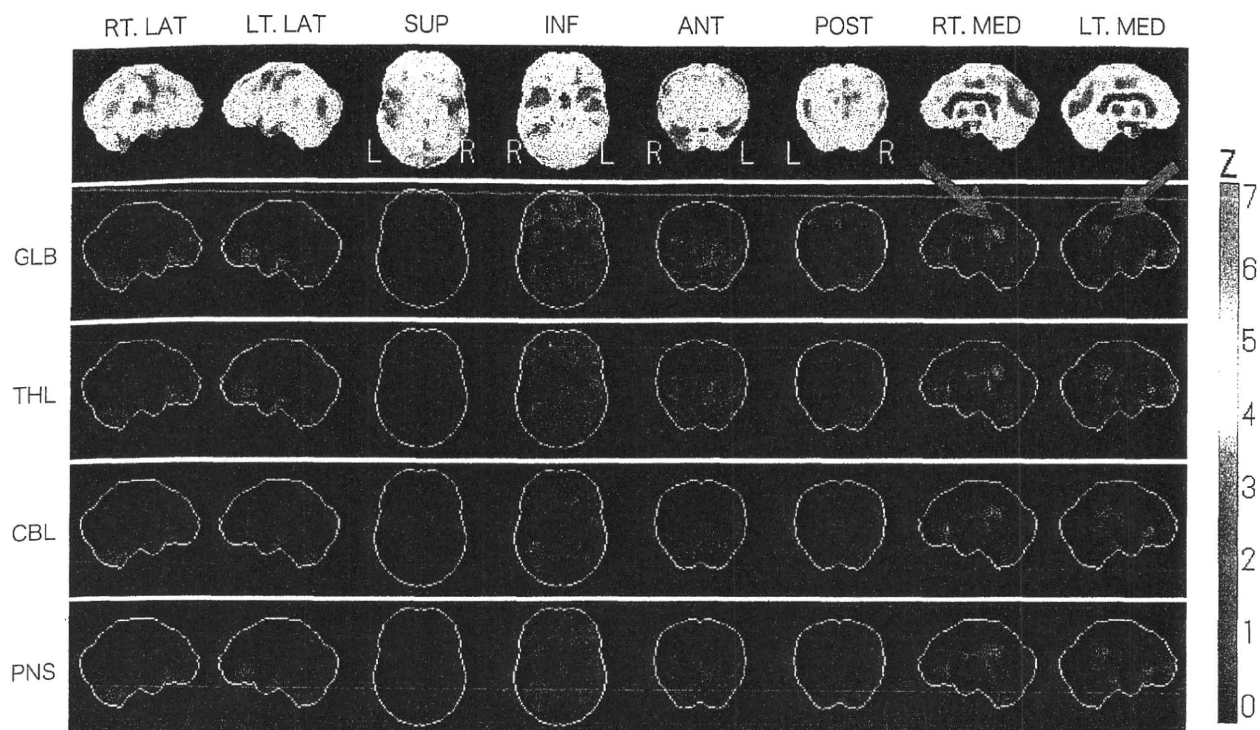 RT. LAT LT. LAT SUP INF ANT POST RT. MED LT. MED
L R R L R L L R
Z
GLB
THL
CBL
PNS
7
6
5
4
3
2
1
0